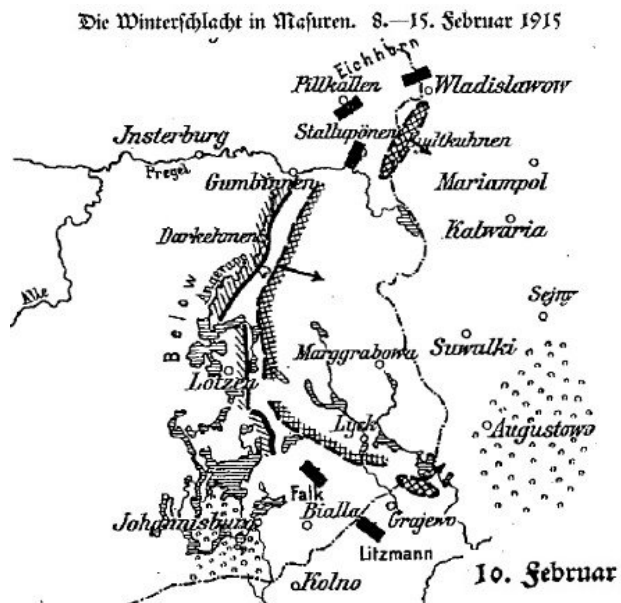 Die Winterschlacht in Masuren. 8.—15. Februar 1915
Eichhorn
Pillkallen
Wladislawow
Stallupönen
Insterburg
Pregel
Gumbinnen
Mariampol
Darkehmen
Kalwaria
Angerapp
Alle
Below
Sejny
Marggrabowa
Suwalki
Lötzen
Lyck
Augustowo
Falk
Johannisburg
Bialla
Grajewo
Litzmann
Kolno
10. Februar